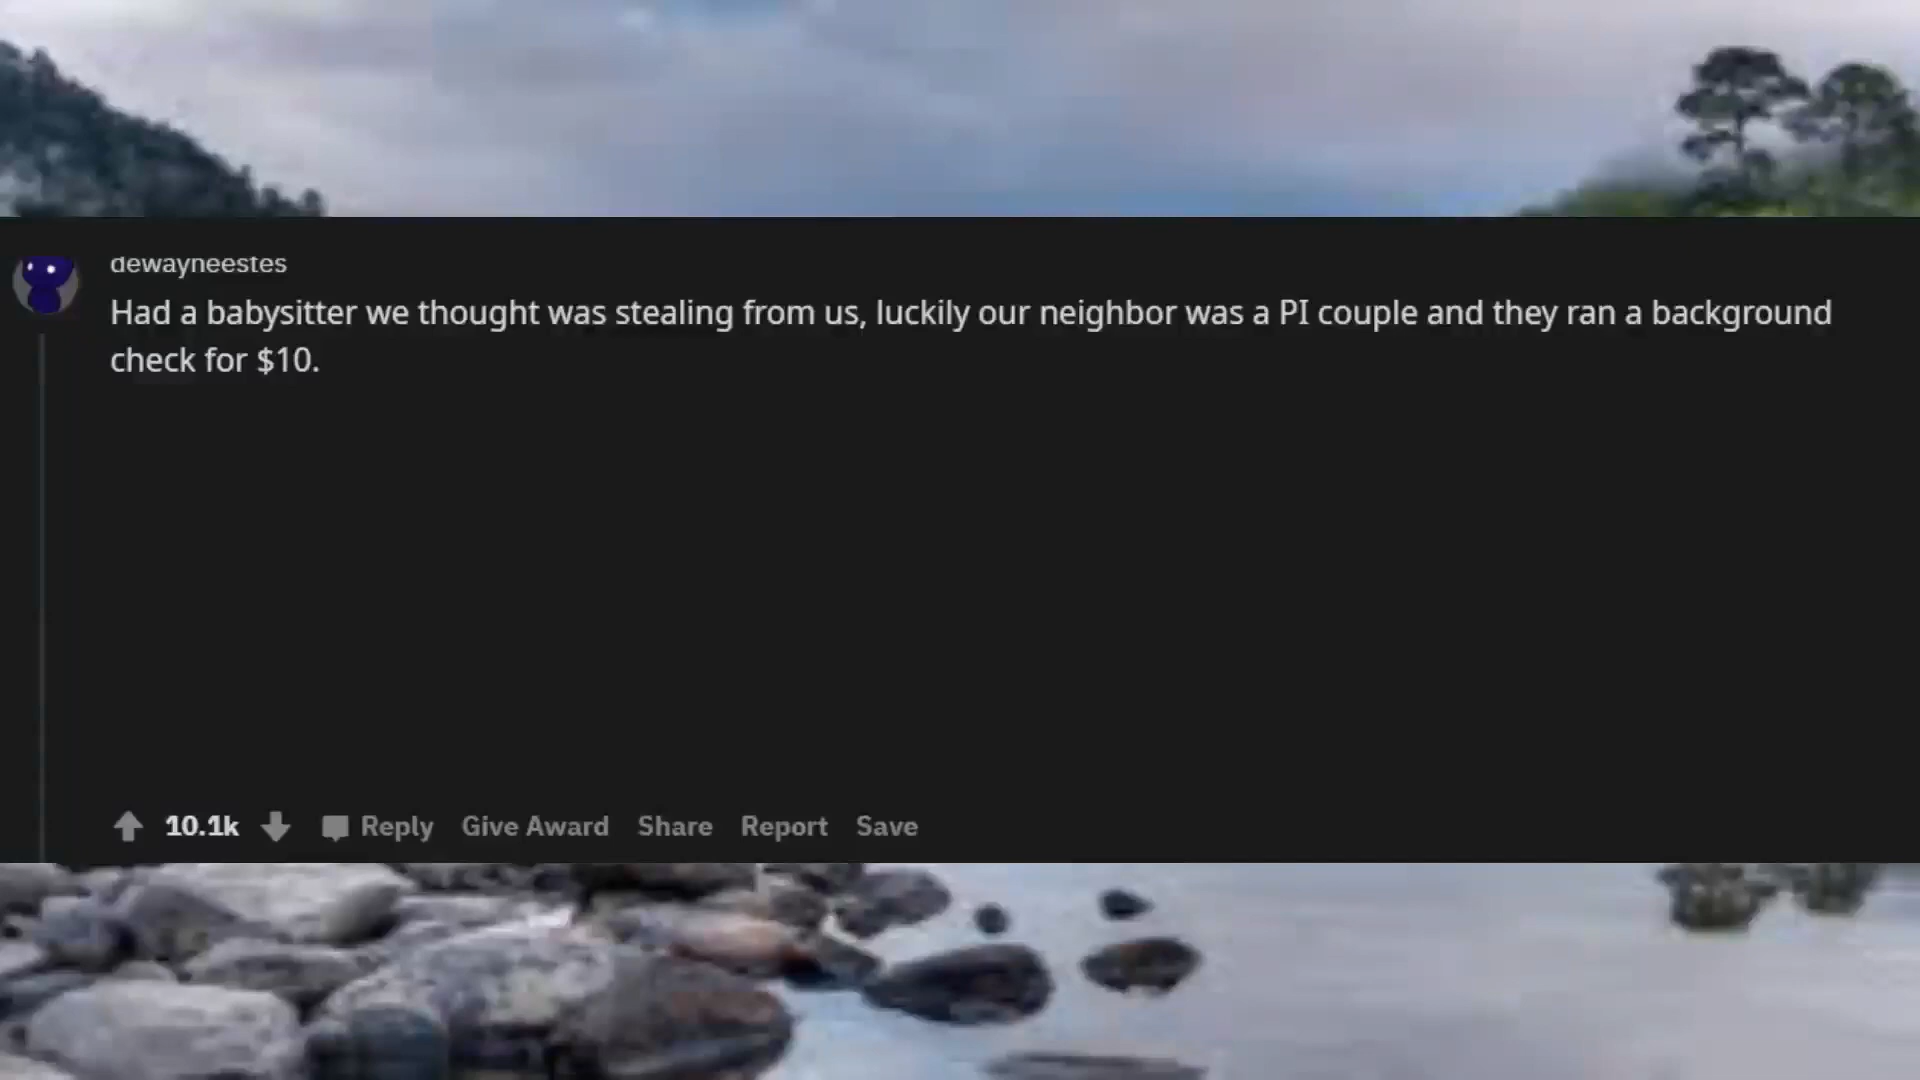 dewayneestes
Had a babysitter we thought was stealing from us, luckily our neighbor was a PI couple and they ran a background
check for $10.
10.1k Reply Give Award Share Report Save